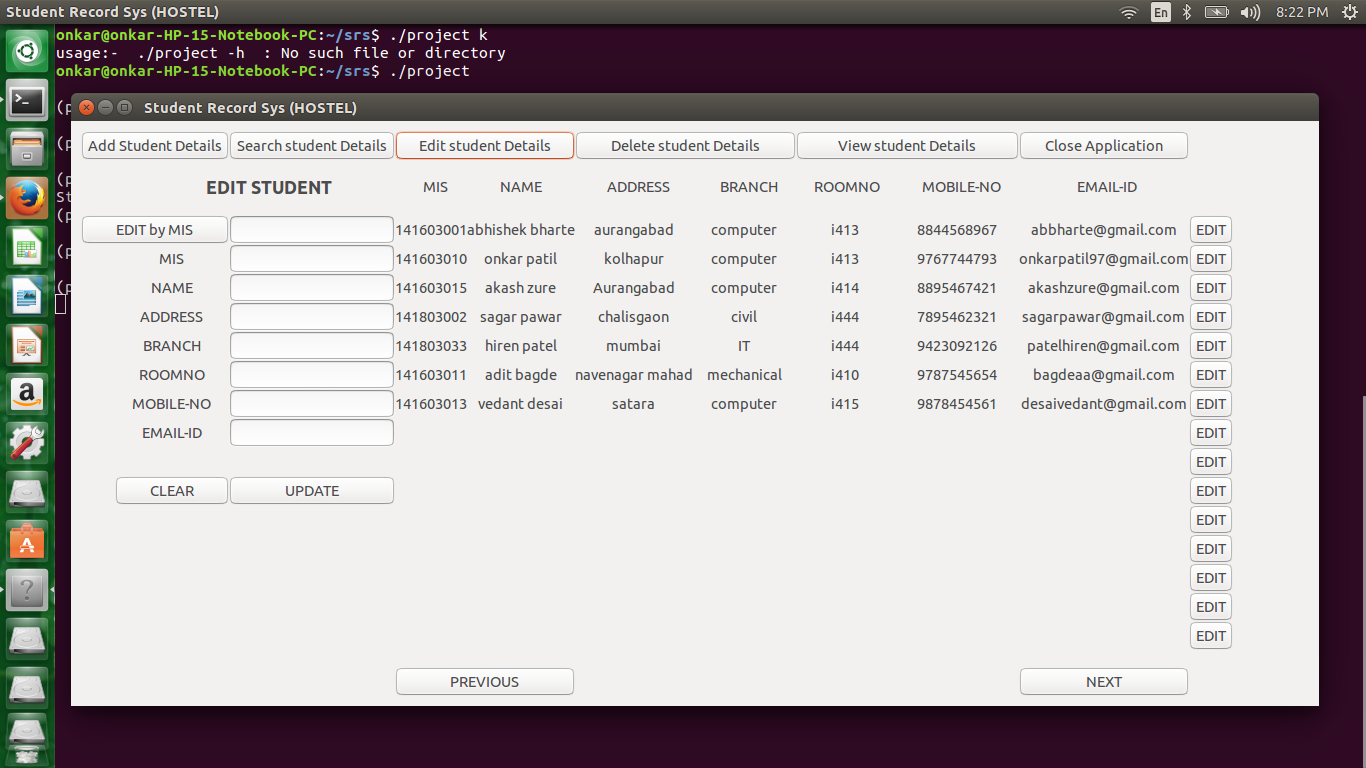 Student Record Sys (HOSTEL) En 8:22 PM
onkar@onkar-HP-15-Notebook-PC:~/srs$ ./project k
usage:- ./project -h : No such file or directory
onkar@onkar-HP-15-Notebook-PC:~/srs$ ./project
Student Record Sys (HOSTEL)
Add Student Details Search student Details Edit student Details Delete student Details View student Details Close Application
EDIT STUDENT MIS NAME ADDRESS BRANCH ROOMNO MOBILE-NO EMAIL-ID
EDIT by MIS 141603001 abhishek bharte aurangabad computer i413 8844568967 abbharte@gmail.com EDIT
MIS 141603010 onkar patil kolhapur computer i413 9767744793 onkarpatil97@gmail.com EDIT
NAME 141603015 akash zure Aurangabad computer i414 8895467421 akashzure@gmail.com EDIT
ADDRESS 141803002 sagar pawar chalisgaon civil i444 7895462321 sagarpawar@gmail.com EDIT
BRANCH 141803033 hiren patel mumbai IT i444 9423092126 patelhiren@gmail.com EDIT
ROOMNO 141603011 adit bagde navenagar mahad mechanical i410 9787545654 bagdeaa@gmail.com EDIT
MOBILE-NO 141603013 vedant desai satara computer i415 9878454561 desaivedant@gmail.com EDIT
EMAIL-ID EDIT
EDIT
CLEAR UPDATE EDIT
EDIT
EDIT
EDIT
EDIT
EDIT
PREVIOUS NEXT